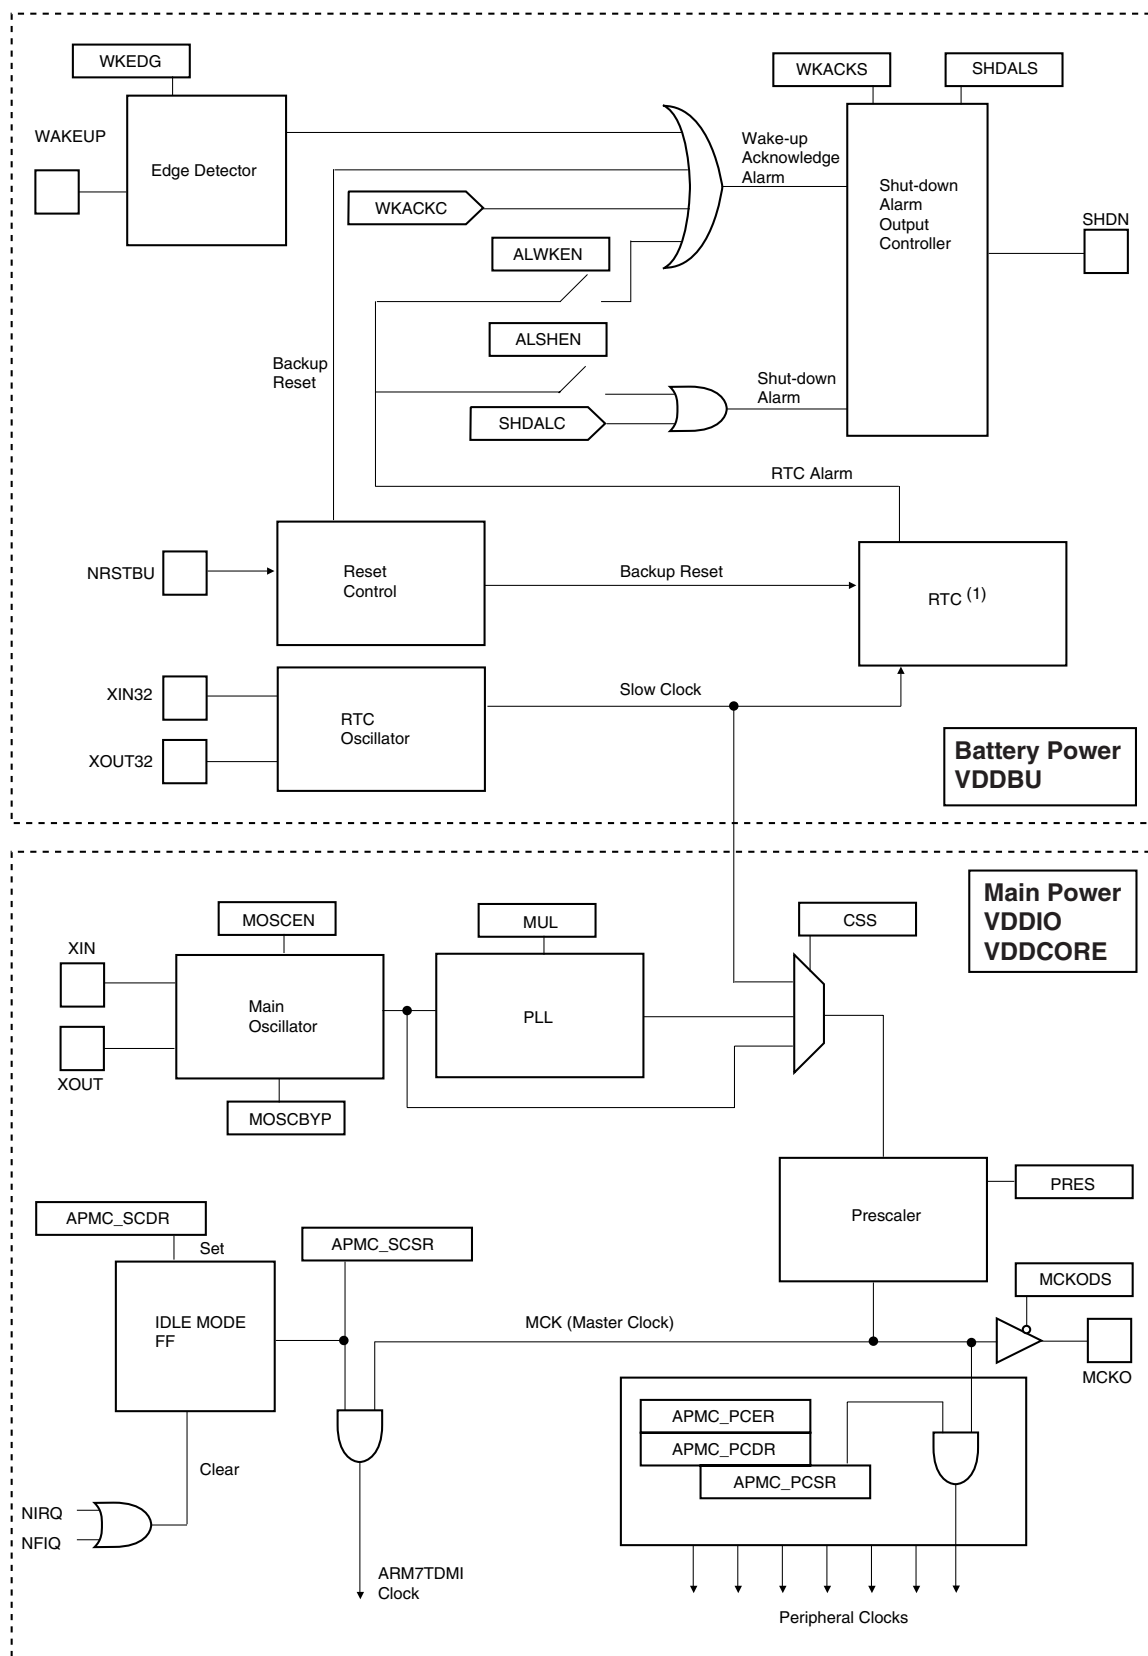 WKEDG
WKACKS
SHDALS
WAKEUP
Edge Detector
Wake-up
Acknowledge
Alarm
Shut-down
Alarm
Output
Controller
WKACKC
SHDN
ALWKEN
ALSHEN
Backup
Reset
Shut-down
Alarm
SHDALC
RTC Alarm
NRSTBU
Reset
Control
Backup Reset
RTC (1)
XIN32
XOUT32
RTC
Oscillator
Slow Clock
Battery Power
VDDBU
Main Power
VDDIO
VDDCORE
MOSCEN
MUL
CSS
XIN
Main
Oscillator
PLL
XOUT
MOSCBYP
Prescaler
PRES
APMC_SCDR
Set
APMC_SCSR
MCKODS
IDLE MODE
FF
MCK (Master Clock)
MCKO
APMC_PCER
APMC_PCDR
APMC_PCSR
Clear
NIRQ
NFIQ
ARM7TDMI
Clock
Peripheral Clocks